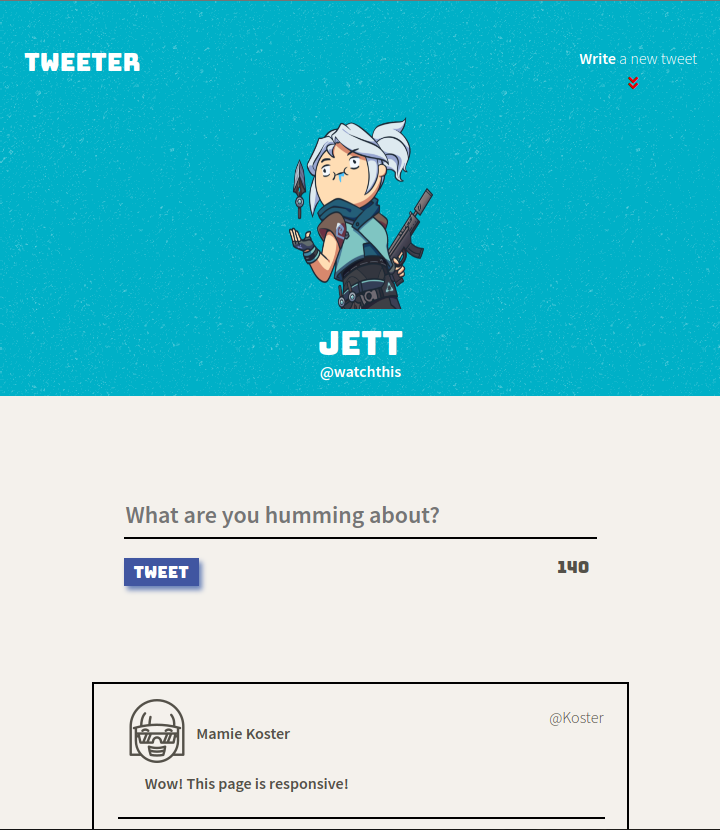 TWEETER
Write a new tweet
JETT
@watchthis
What are you humming about?
TWEET
140
Mamie Koster
@Koster
Wow! This page is responsive!